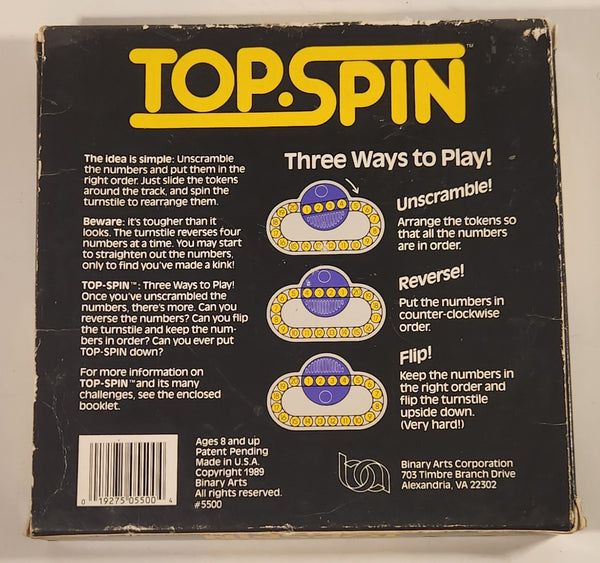 TOP·SPIN™
The idea is simple: Unscramble
the numbers and put them in the
right order. Just slide the tokens
around the track, and spin the
turnstile to rearrange them.
Beware: it's tougher than it
looks. The turnstile reverses four
numbers at a time. You may start
to straighten out the numbers,
only to find you've made a kink!
TOP-SPIN™: Three Ways to Play!
Once you've unscrambled the
numbers, there's more. Can you
reverse the numbers? Can you flip
the turnstile and keep the num-
bers in order? Can you ever put
TOP-SPIN down?
For more information on
TOP-SPIN™ and its many
challenges, see the enclosed
booklet.
Three Ways to Play!
Unscramble!
Arrange the tokens so
that all the numbers
are in order.
Reverse!
Put the numbers in
counter-clockwise
order.
Flip!
Keep the numbers in
the right order and
flip the turnstile
upside down.
(Very hard!)
0 19275 05500 4
Ages 8 and up
Patent Pending
Made in U.S.A.
Copyright 1989
Binary Arts
All rights reserved.
#5500
Binary Arts Corporation
703 Timbre Branch Drive
Alexandria, VA 22302